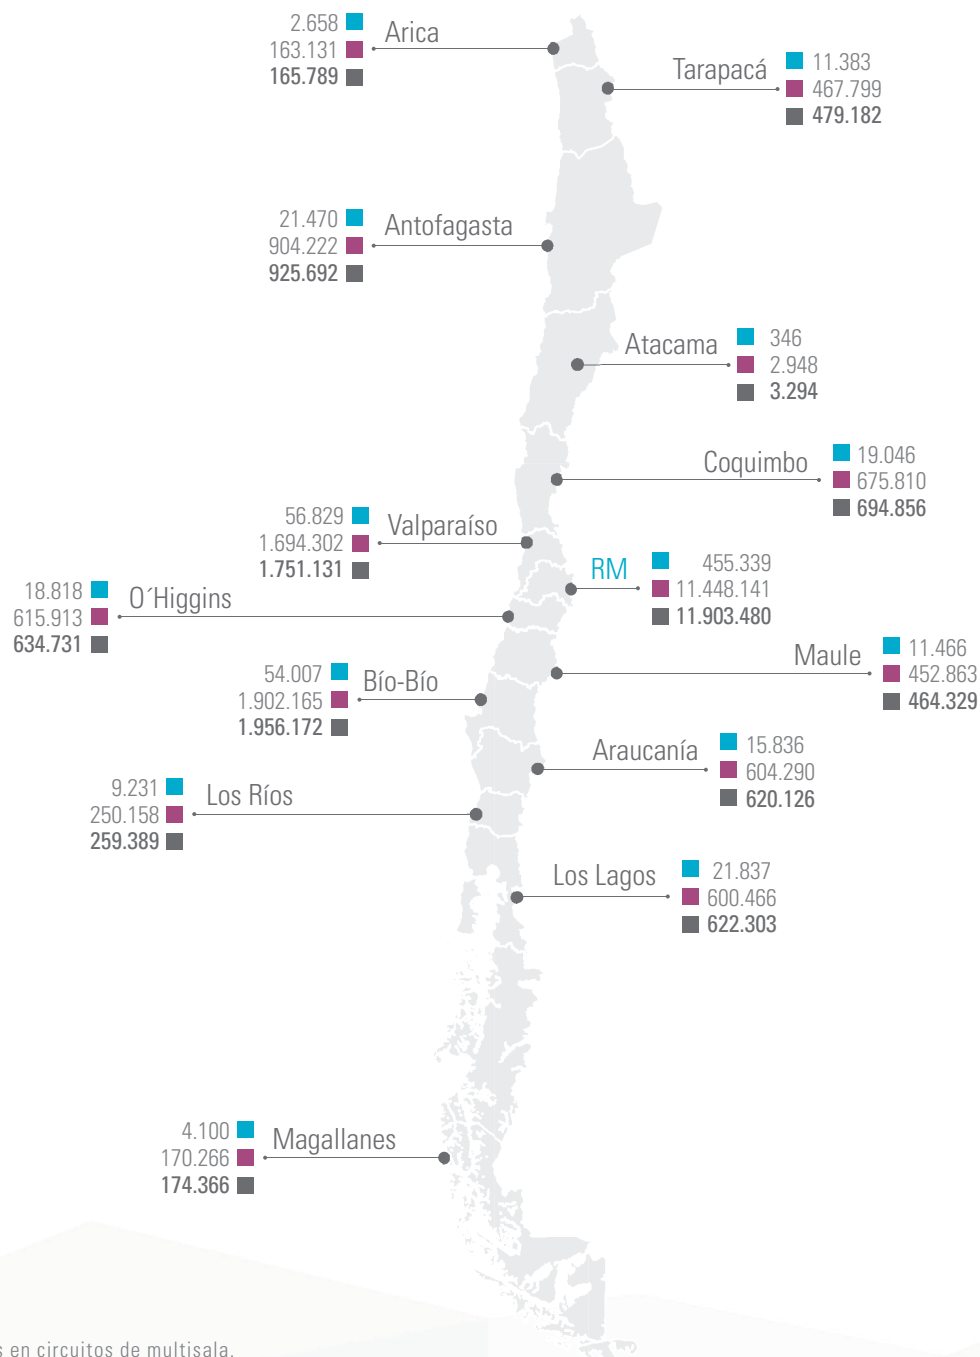 2.658
Arica
163.131
165.789
Tarapacá
11.383
467.799
479.182
21.470
Antofagasta
904.222
925.692
Atacama
346
2.948
3.294
Coquimbo
19.046
675.810
694.856
56.829
Valparaíso
1.694.302
1.751.131
RM
455.339
11.448.141
11.903.480
18.818
O´Higgins
615.913
634.731
Maule
11.466
452.863
464.329
54.007
Bío-Bío
1.902.165
1.956.172
Araucanía
15.836
604.290
620.126
9.231
Los Ríos
250.158
259.389
Los Lagos
21.837
600.466
622.303
4.100
Magallanes
170.266
174.366
s en circuitos de multisala.